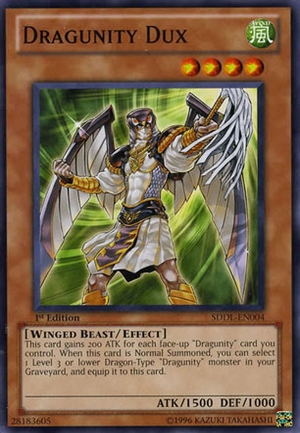 DRAGUNITY DUX
嵐
1st Edition
SDDL-EN004
[WINGED BEAST/EFFECT]
This card gains 200 ATK for each face-up "Dragunity" card you
control. When this card is Normal Summoned, you can select
1 Level 3 or lower Dragon-Type "Dragunity" monster in your
Graveyard, and equip it to this card.
ATK/1500 DEF/1000
28183605
©1996 KAZUKI TAKAHASHI